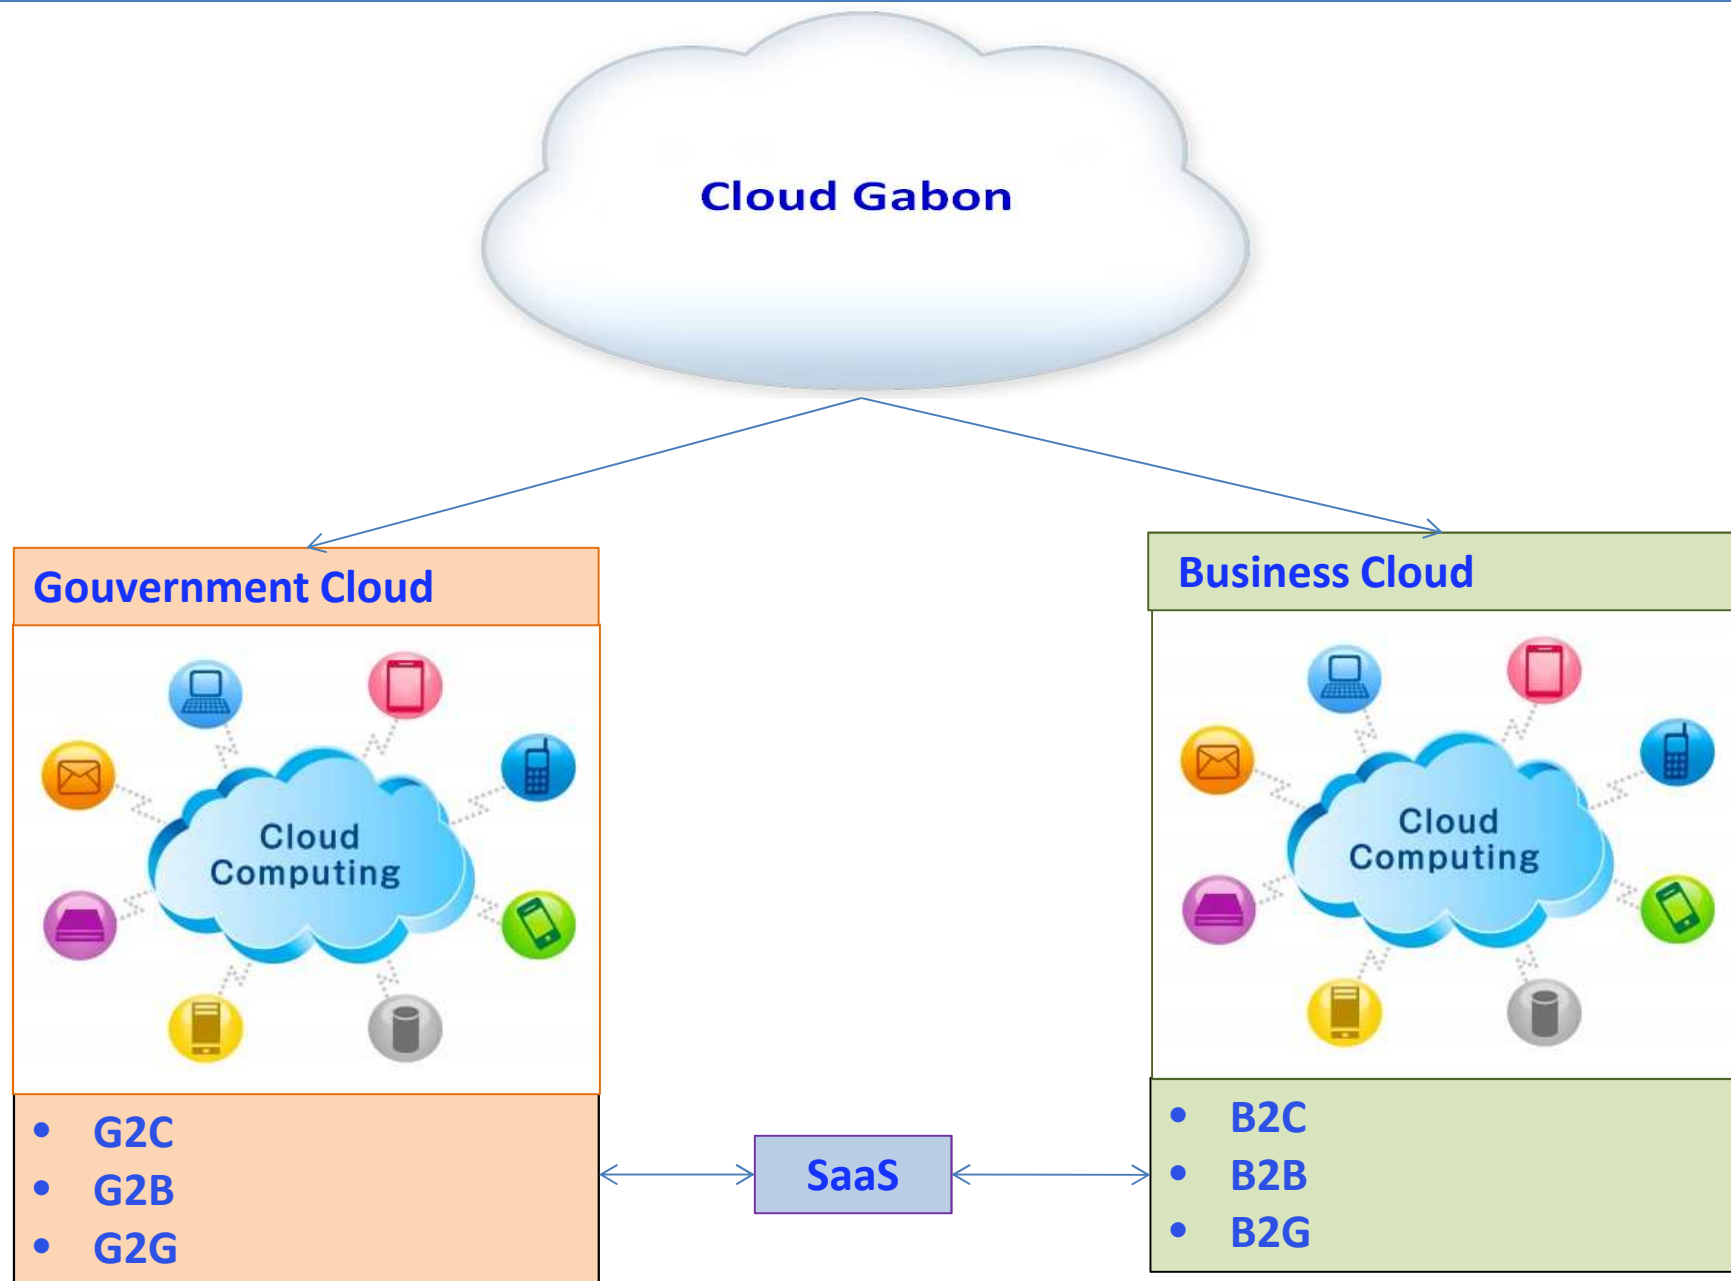 Cloud Gabon
Gouvernment Cloud
Cloud
Computing
• G2C
• G2B
• G2G
SaaS
Business Cloud
Cloud
Computing
• B2C
• B2B
• B2G